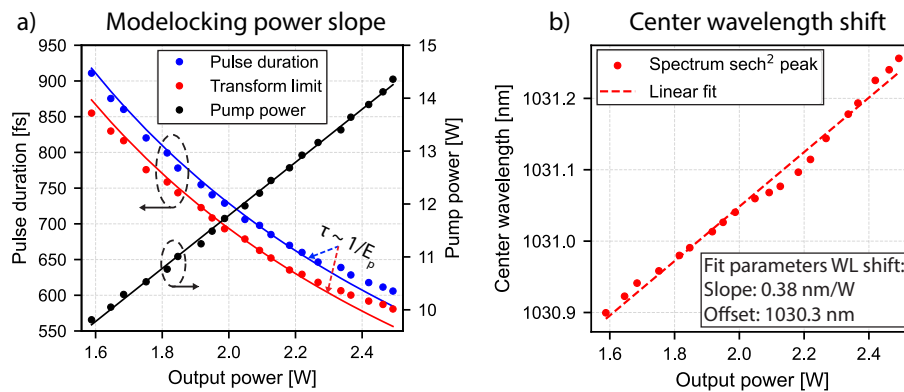 a) Modelocking power slope
950
900
850
800
750
700
650
600
550
Pulse duration [fs]
Pulse duration
Transform limit
Pump power
τ ~ 1/Eₚ
15
14
13
12
11
10
Pump power [W]
1.6 1.8 2.0 2.2 2.4
Output power [W]
b) Center wavelength shift
1031.2
1031.1
1031.0
1030.9
Center wavelength [nm]
Spectrum sech² peak
Linear fit
Fit parameters WL shift:
Slope: 0.38 nm/W
Offset: 1030.3 nm
1.6 1.8 2.0 2.2 2.4
Output power [W]